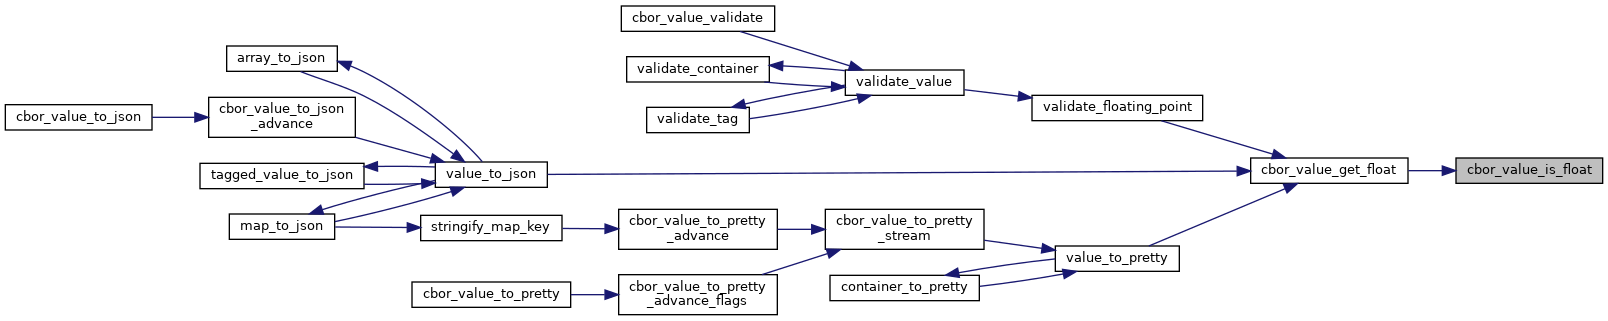 cbor_value_validate
array_to_json
validate_container
validate_value
cbor_value_to_json
_advance
cbor_value_to_json
validate_floating_point
validate_tag
tagged_value_to_json
value_to_json
cbor_value_get_float
cbor_value_is_float
map_to_json
stringify_map_key
cbor_value_to_pretty
_advance
cbor_value_to_pretty
_stream
value_to_pretty
container_to_pretty
cbor_value_to_pretty
cbor_value_to_pretty
_advance_flags